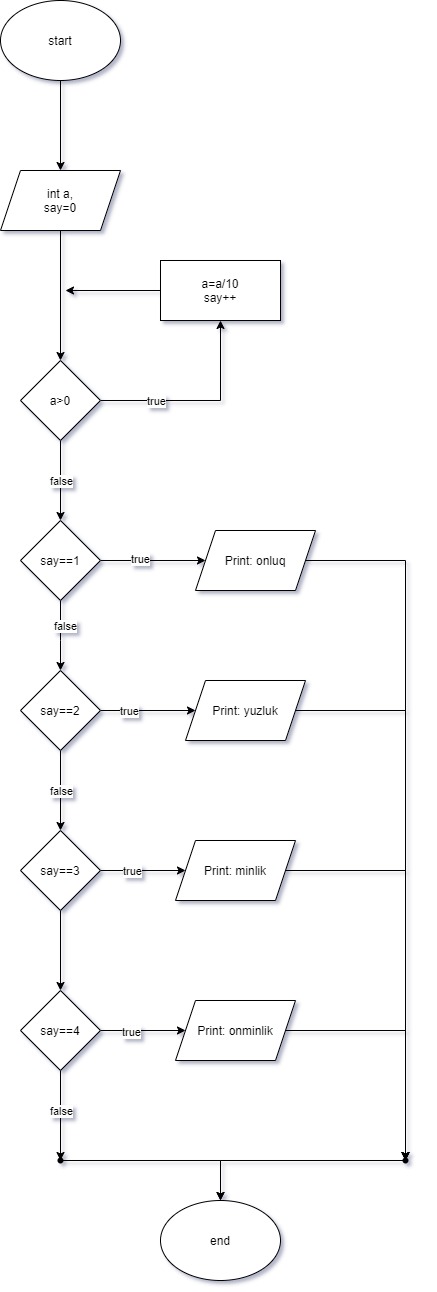 start
int a,
say=0
a=a/10
say++
a>0
true
false
say==1
true
Print: onluq
false
say==2
true
Print: yuzluk
false
say==3
true
Print: minlik
say==4
true
Print: onminlik
false
end